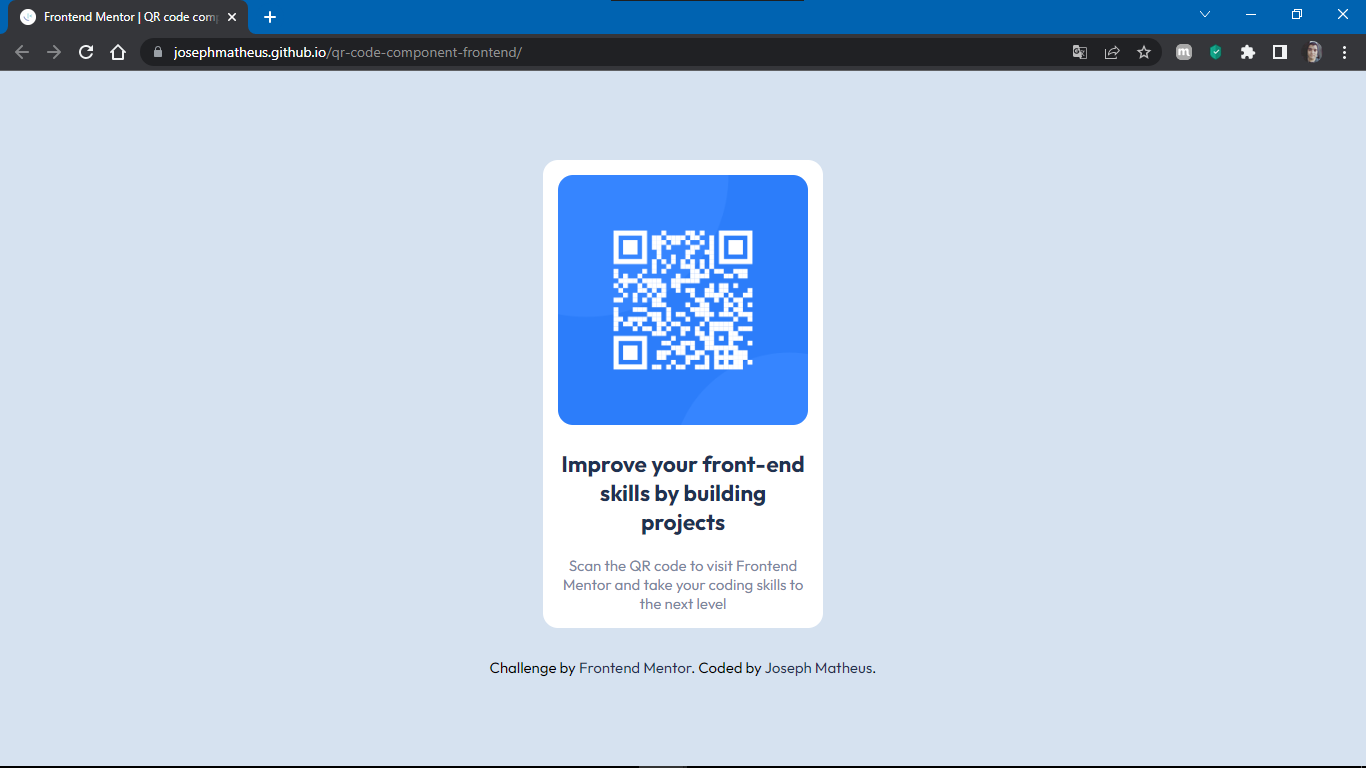 Frontend Mentor | QR code com
josephmatheus.github.io/qr-code-component-frontend/
Improve your front-end
skills by building
projects
Scan the QR code to visit Frontend
Mentor and take your coding skills to
the next level
Challenge by Frontend Mentor. Coded by Joseph Matheus.